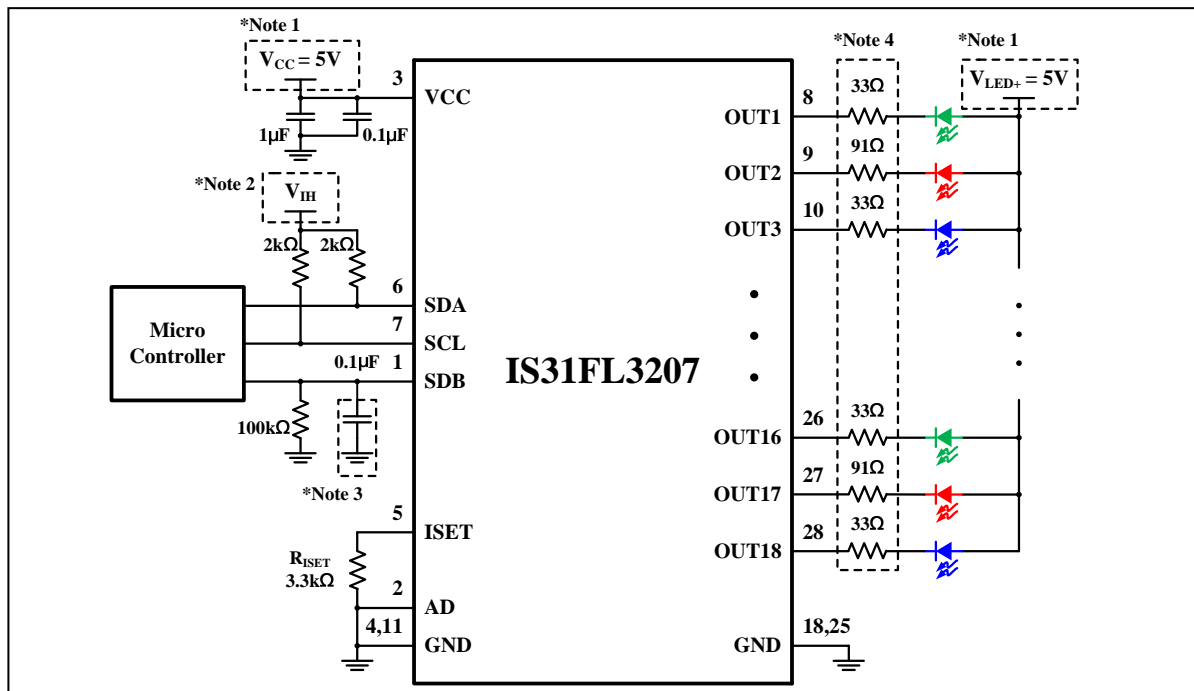 *Note 1
VCC = 5V
3
VCC
1µF
0.1µF
*Note 2
VIH
2kΩ
2kΩ
Micro
Controller
6
SDA
7
SCL
0.1µF
1
SDB
100kΩ
*Note 3
5
ISET
RISET
3.3kΩ
2
AD
4,11
GND
IS31FL3207
*Note 4
*Note 1
VLED+ = 5V
8
33Ω
OUT1
9
91Ω
OUT2
10
33Ω
OUT3
26
33Ω
OUT16
27
91Ω
OUT17
28
33Ω
OUT18
18,25
GND